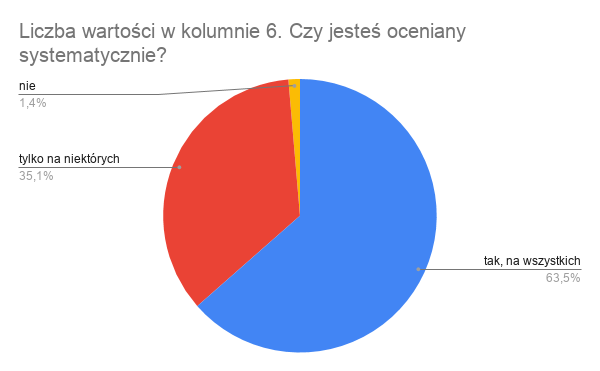 Liczba wartości w kolumnie 6. Czy jesteś oceniany
systematycznie?
nie
1,4%
tylko na niektórych
35,1%
tak, na wszystkich
63,5%